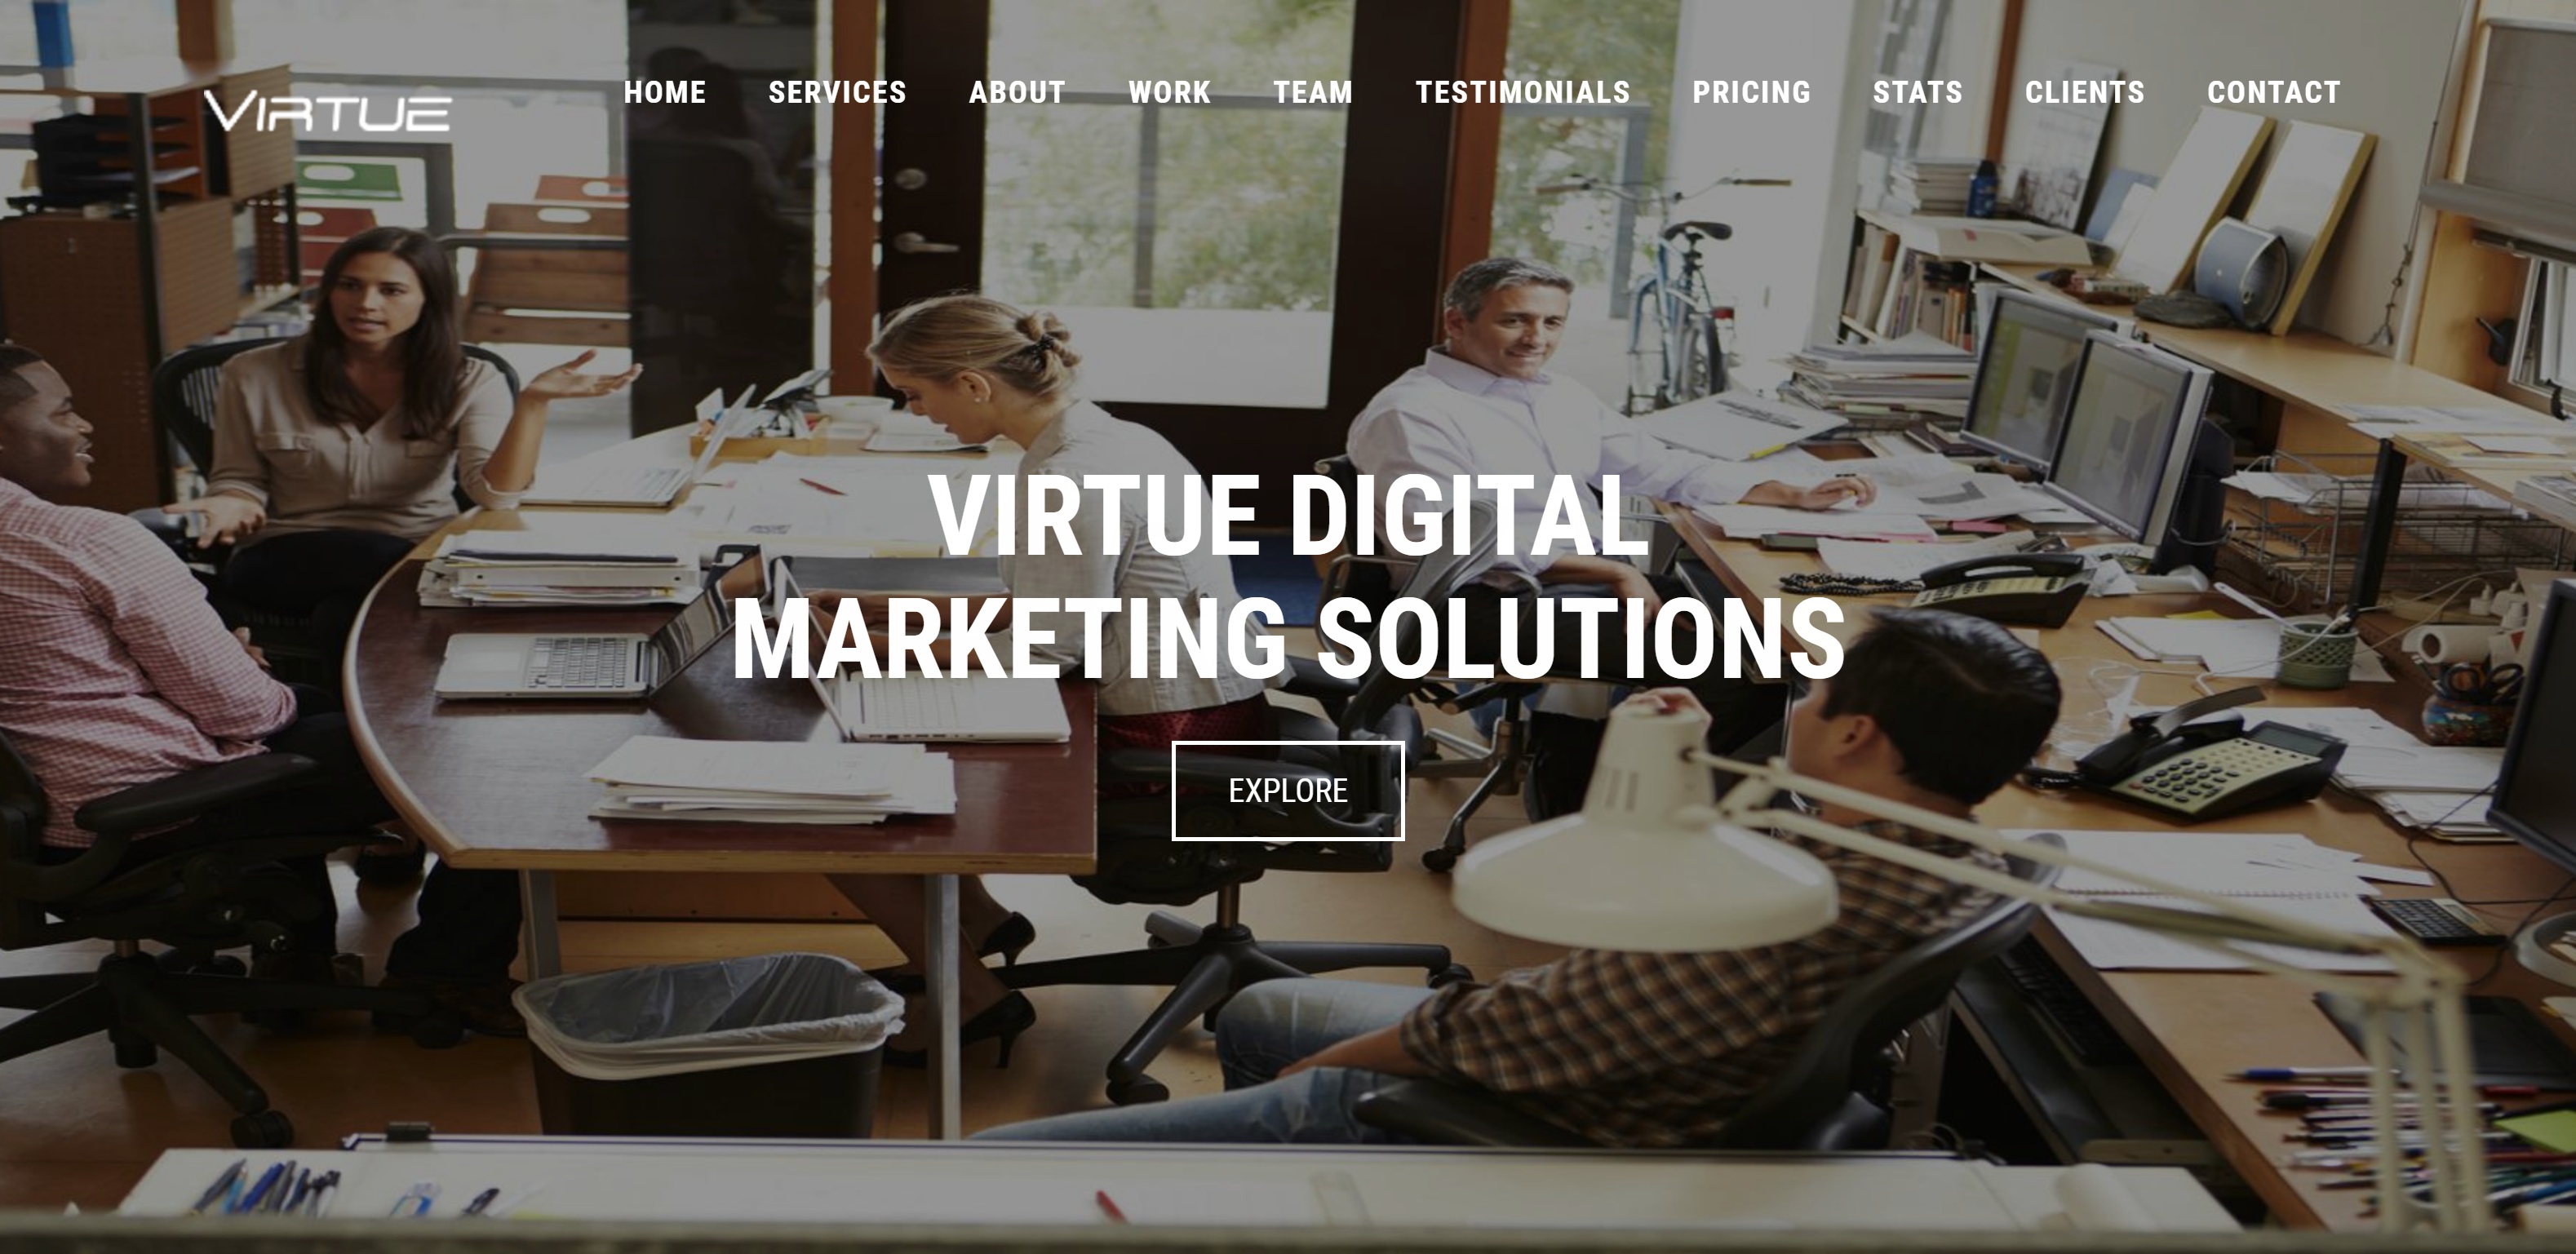 VIRTUE
HOME SERVICES ABOUT WORK TEAM TESTIMONIALS PRICING STATS CLIENTS CONTACT
VIRTUE DIGITAL
MARKETING SOLUTIONS
EXPLORE